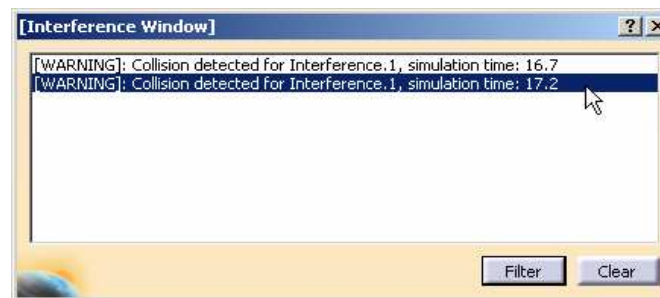 [Interference Window]
[WARNING]: Collision detected for Interference.1, simulation time: 16.7
[WARNING]: Collision detected for Interference.1, simulation time: 17.2
Filter Clear